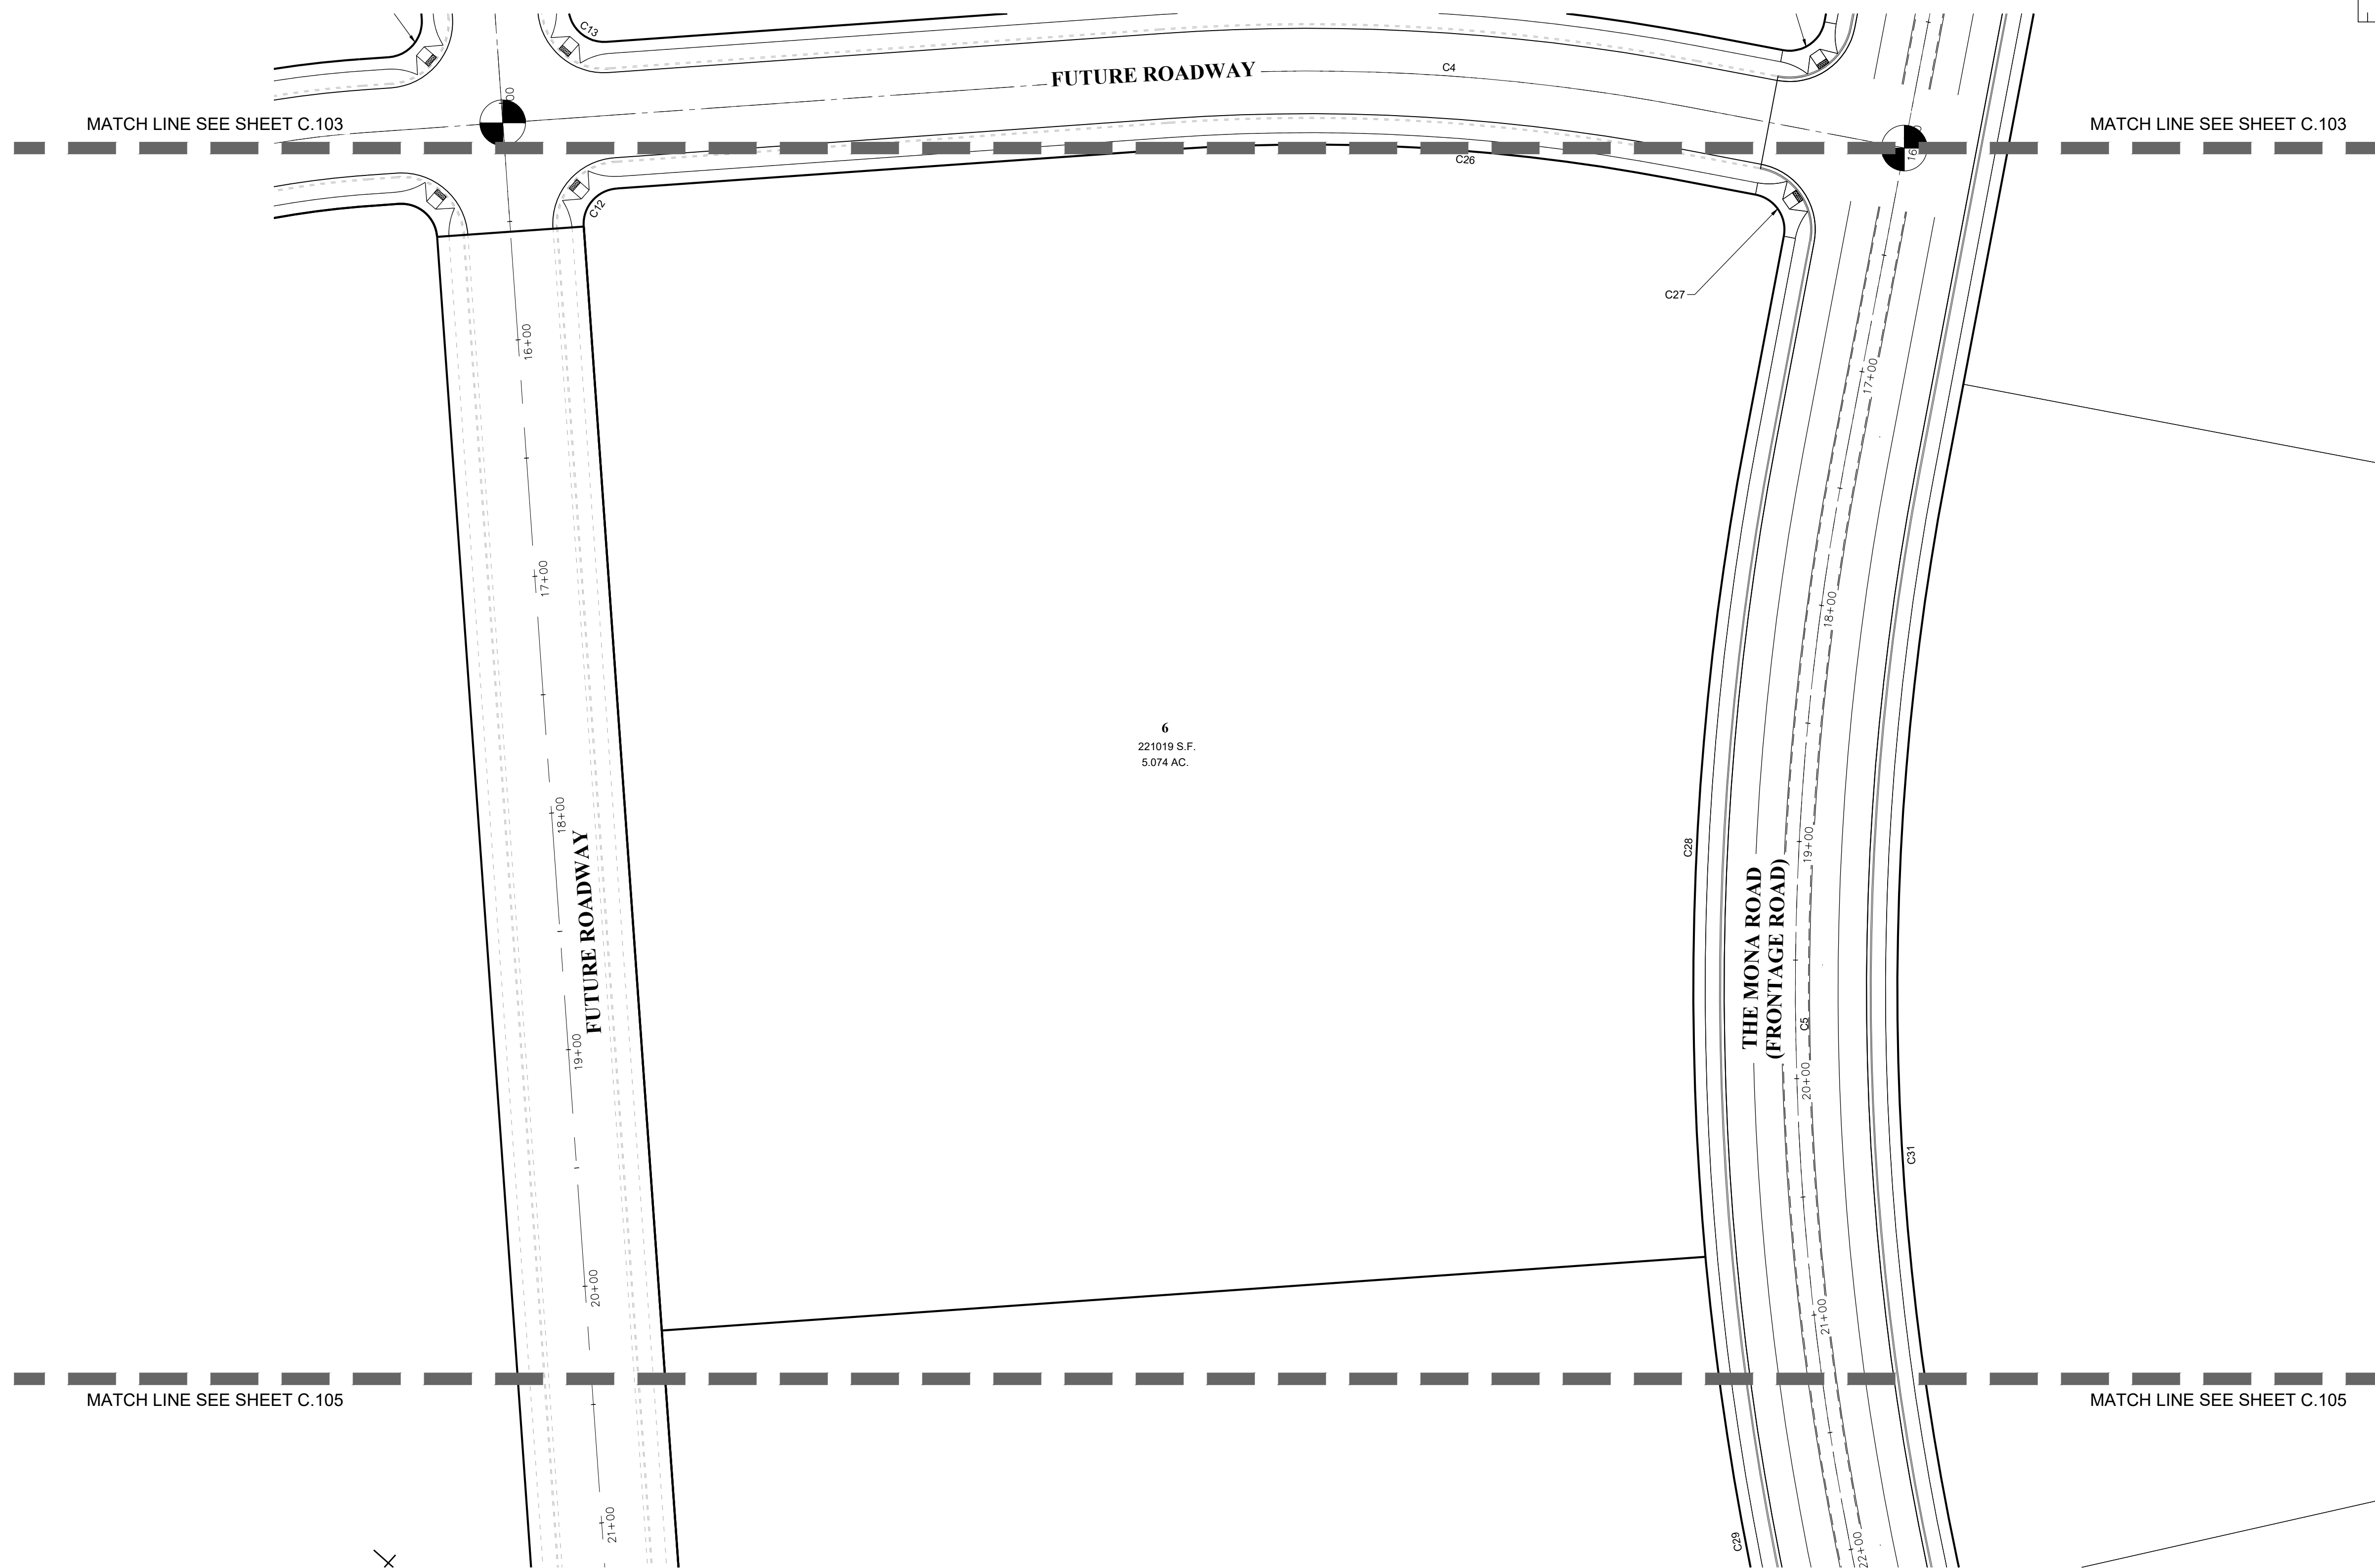 C13
FUTURE ROADWAY
C4
MATCH LINE SEE SHEET C.103
MATCH LINE SEE SHEET C.103
C26
C12
C27
16+00
17+00
17+00
18+00
6
221019 S.F.
5.074 AC.
18+00
FUTURE ROADWAY
C28
19+00
THE MONA ROAD
(FRONTAGE ROAD)
C5
19+00
20+00
C31
20+00
21+00
MATCH LINE SEE SHEET C.105
MATCH LINE SEE SHEET C.105
21+00
C29
22+00